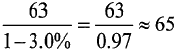 63/(1−3.0%) = 63/0.97 ≈ 65